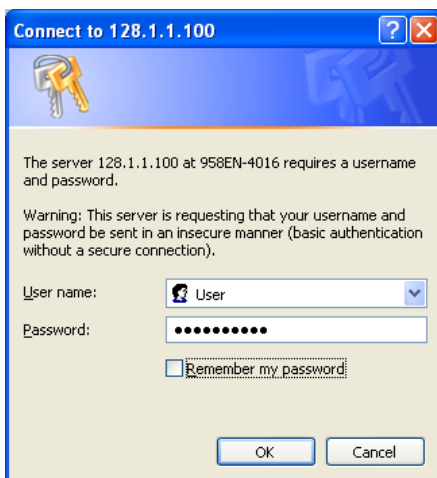 Connect to 128.1.1.100
The server 128.1.1.100 at 958EN-4016 requires a username
and password.
Warning: This server is requesting that your username and
password be sent in an insecure manner (basic authentication
without a secure connection).
User name:
User
Password:
••••••••••
Remember my password
OK
Cancel